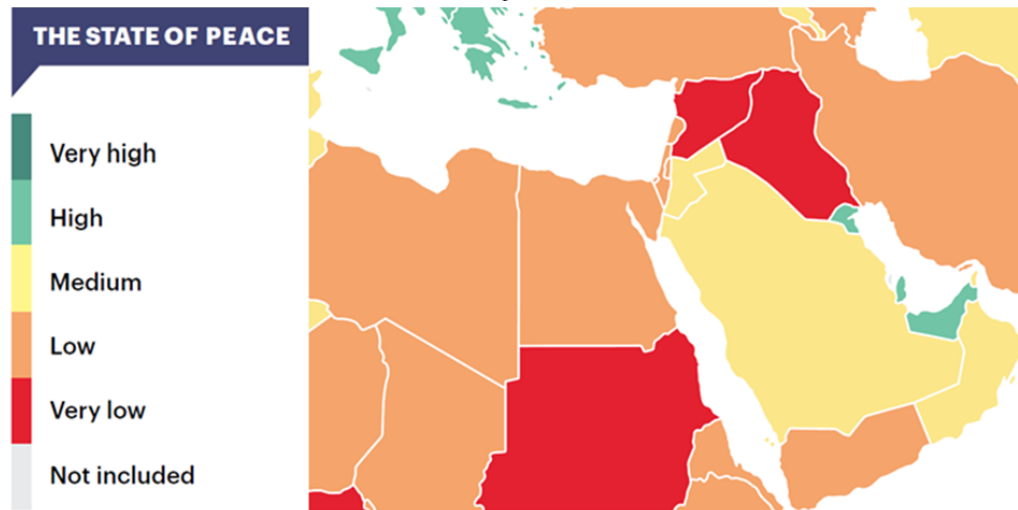 THE STATE OF PEACE
Very high
High
Medium
Low
Very low
Not included